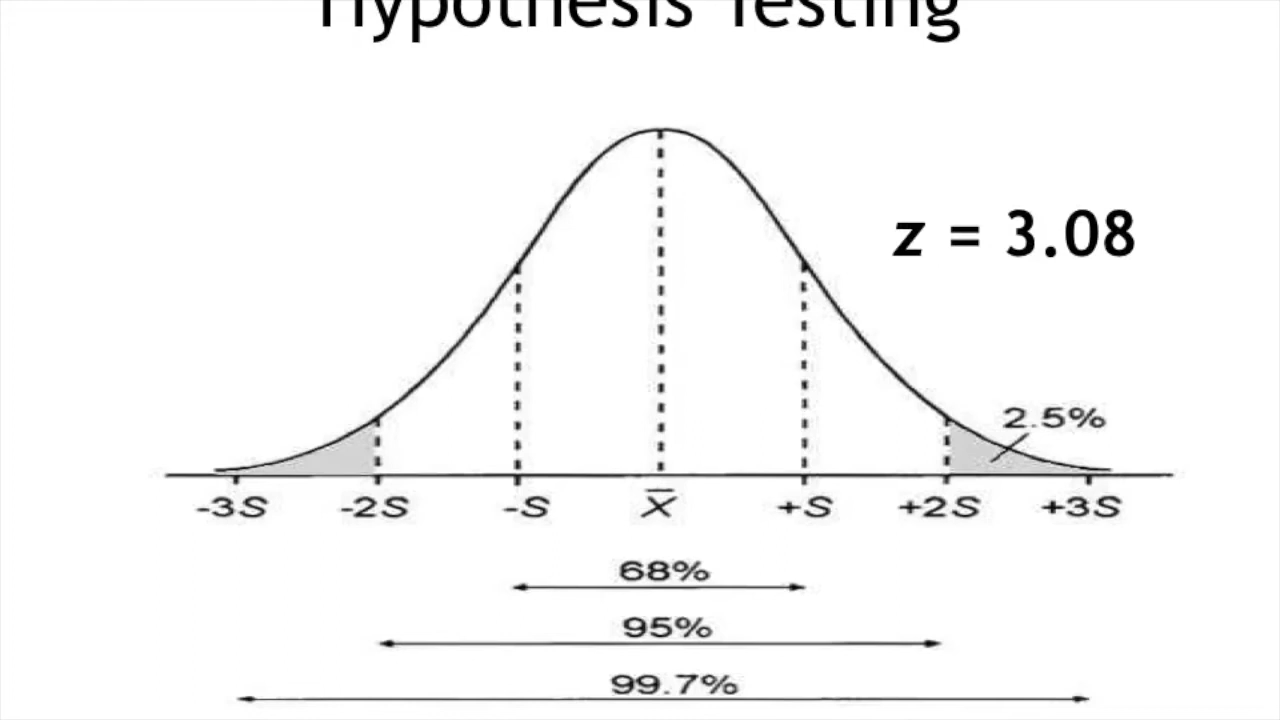 Hypothesis Testing
z = 3.08
2.5%
-3S -2S -S X̅ +S +2S +3S
68%
95%
99.7%